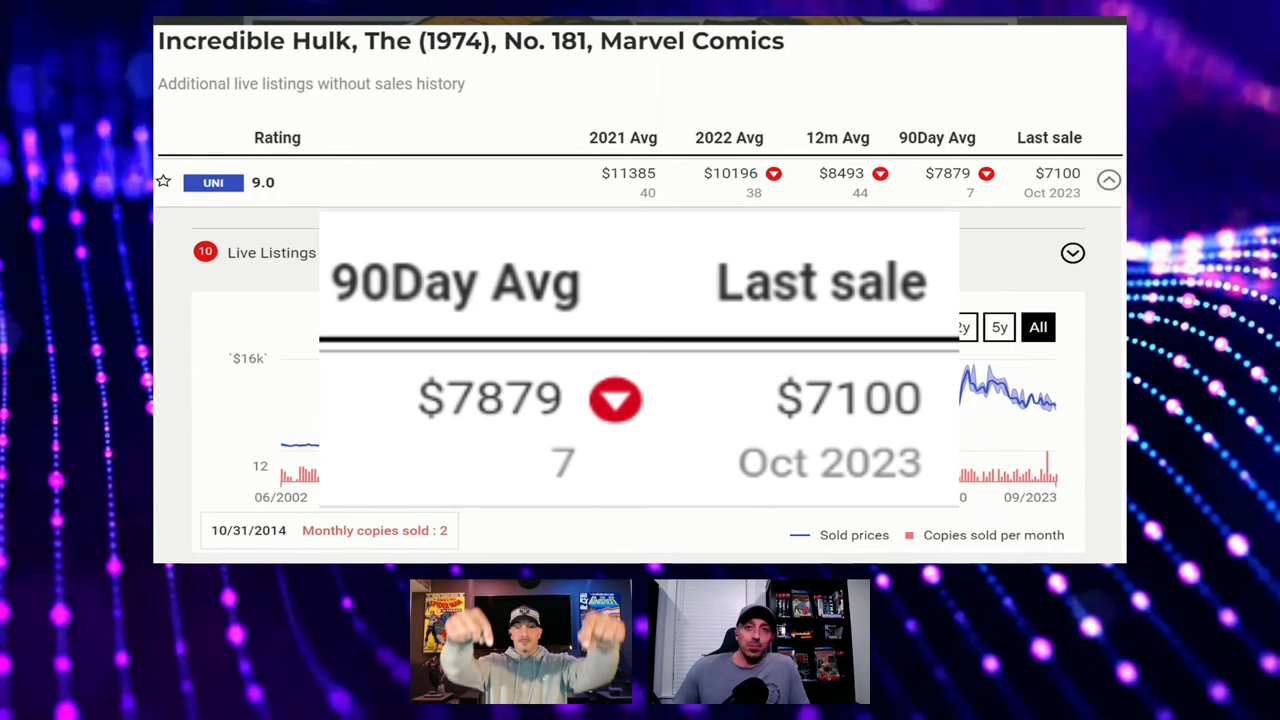 Incredible Hulk, The (1974), No. 181, Marvel Comics
Additional live listings without sales history
Rating 2021 Avg 2022 Avg 12m Avg 90Day Avg Last sale
UNI 9.0 $11385 $10196 $8493 $7879 $7100
40 38 44 7 Oct 2023
10 Live Listings
90Day Avg Last sale
2y 5y All
`$16k`
$7879 $7100
7 Oct 2023
12
06/2002 0 09/2023
10/31/2014 Monthly copies sold : 2
Sold prices Copies sold per month